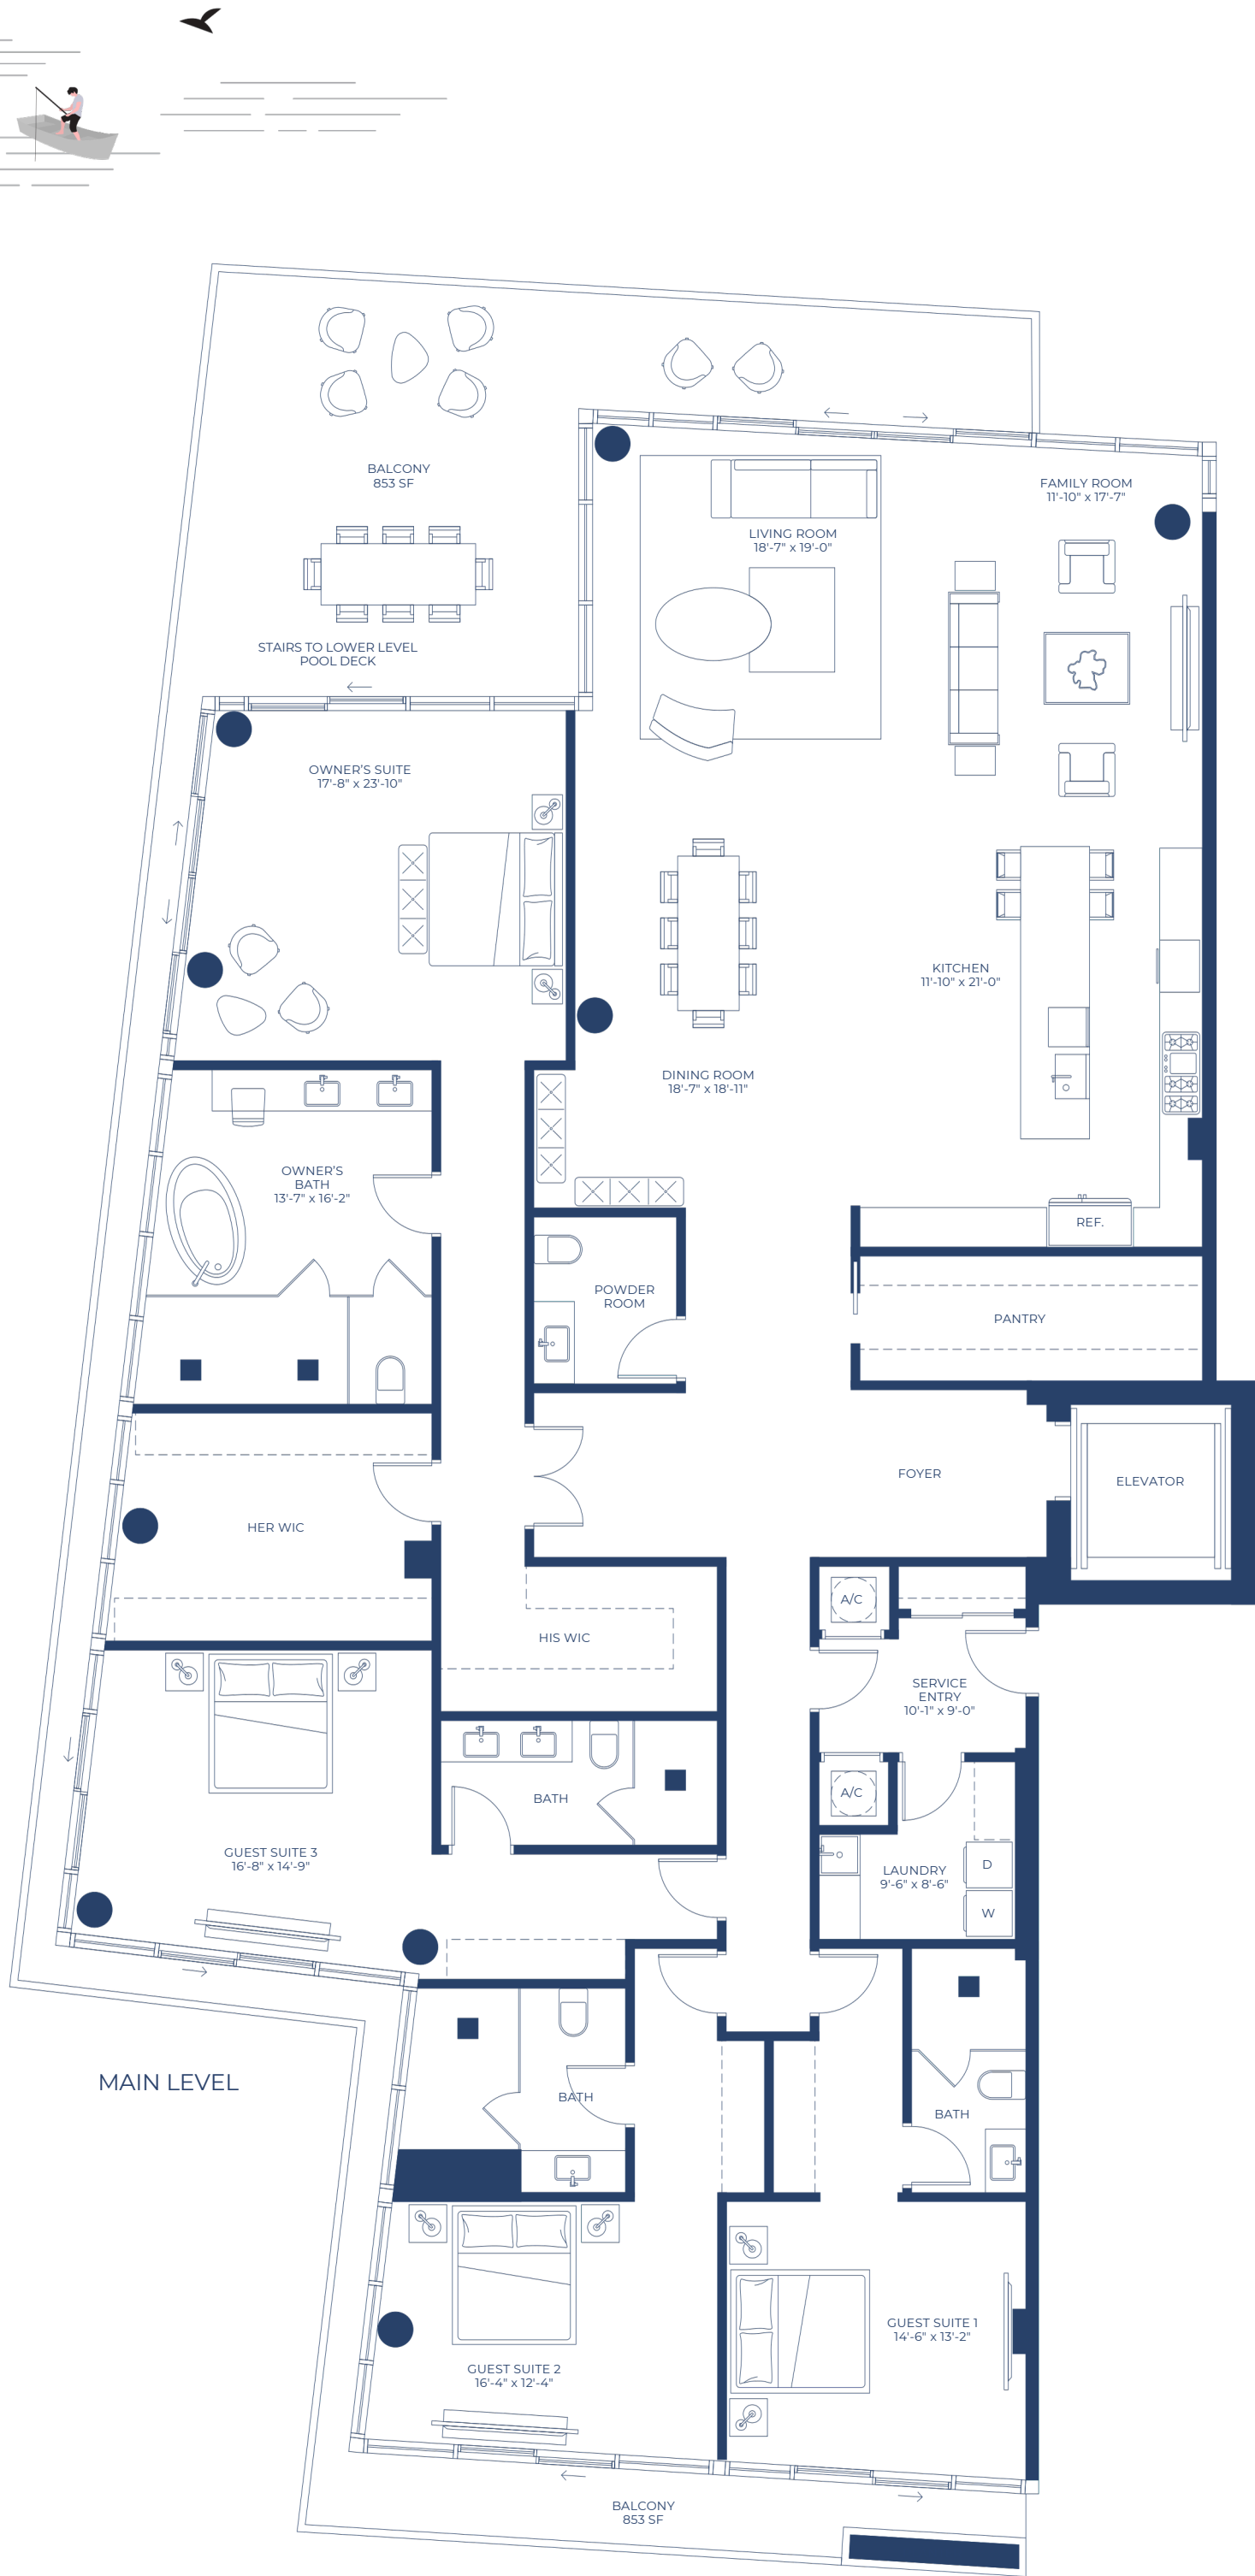 BALCONY
853 SF
FAMILY ROOM
11'-10" x 17'-7"
LIVING ROOM
18'-7" x 19'-0"
STAIRS TO LOWER LEVEL
POOL DECK
OWNER'S SUITE
17'-8" x 23'-10"
KITCHEN
11'-10" x 21'-0"
DINING ROOM
18'-7" x 18'-11"
OWNER'S
BATH
13'-7" x 16'-2"
REF.
POWDER
ROOM
PANTRY
FOYER
ELEVATOR
HER WIC
A/C
HIS WIC
SERVICE
ENTRY
10'-1" x 9'-0"
A/C
BATH
GUEST SUITE 3
16'-8" x 14'-9"
LAUNDRY
9'-6" x 8'-6"
D
W
MAIN LEVEL
BATH
BATH
GUEST SUITE 1
14'-6" x 13'-2"
GUEST SUITE 2
16'-4" x 12'-4"
BALCONY
853 SF